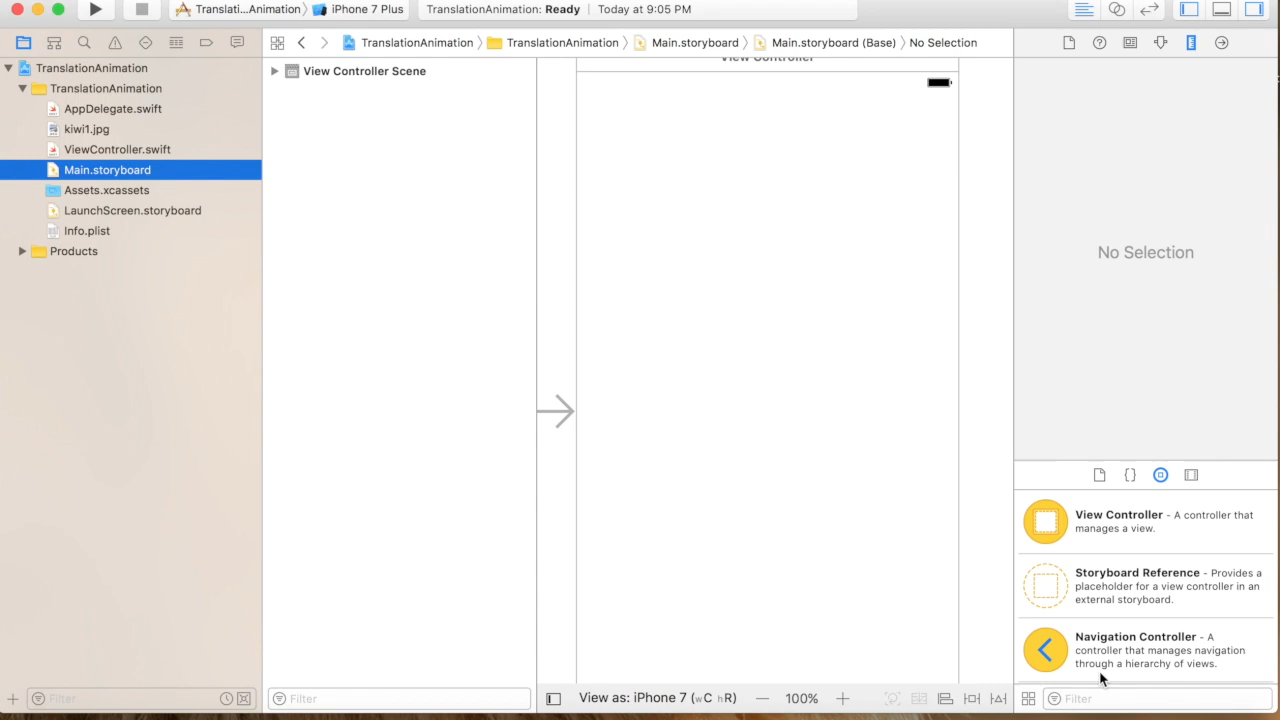 Translati...Animation
iPhone 7 Plus
TranslationAnimation: Ready
Today at 9:05 PM
TranslationAnimation
TranslationAnimation
Main.storyboard
Main.storyboard (Base)
No Selection
TranslationAnimation
TranslationAnimation
AppDelegate.swift
kiwi1.jpg
ViewController.swift
Main.storyboard
Assets.xcassets
LaunchScreen.storyboard
Info.plist
Products
Filter
View Controller Scene
Filter
View Controller
View as: iPhone 7 (wC hR)
100%
No Selection
View Controller - A controller that
manages a view.
Storyboard Reference - Provides a
placeholder for a view controller in an
external storyboard.
Navigation Controller - A
controller that manages navigation
through a hierarchy of views.
Filter